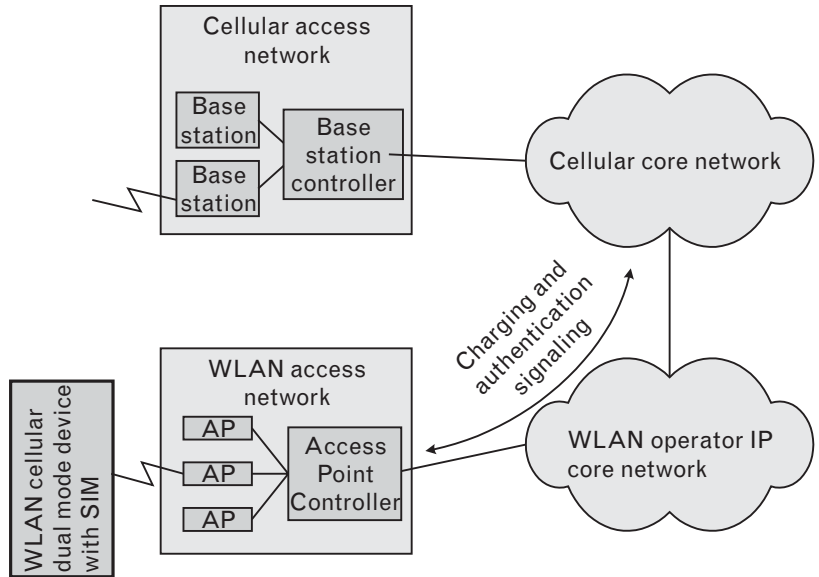 Cellular access
network
Base
station
Base
station
Base
station
controller
Cellular core network
Charging and
authentication
signaling
WLAN access
network
AP
AP
AP
Access
Point
Controller
WLAN operator IP
core network
WLAN cellular
dual mode device
with SIM